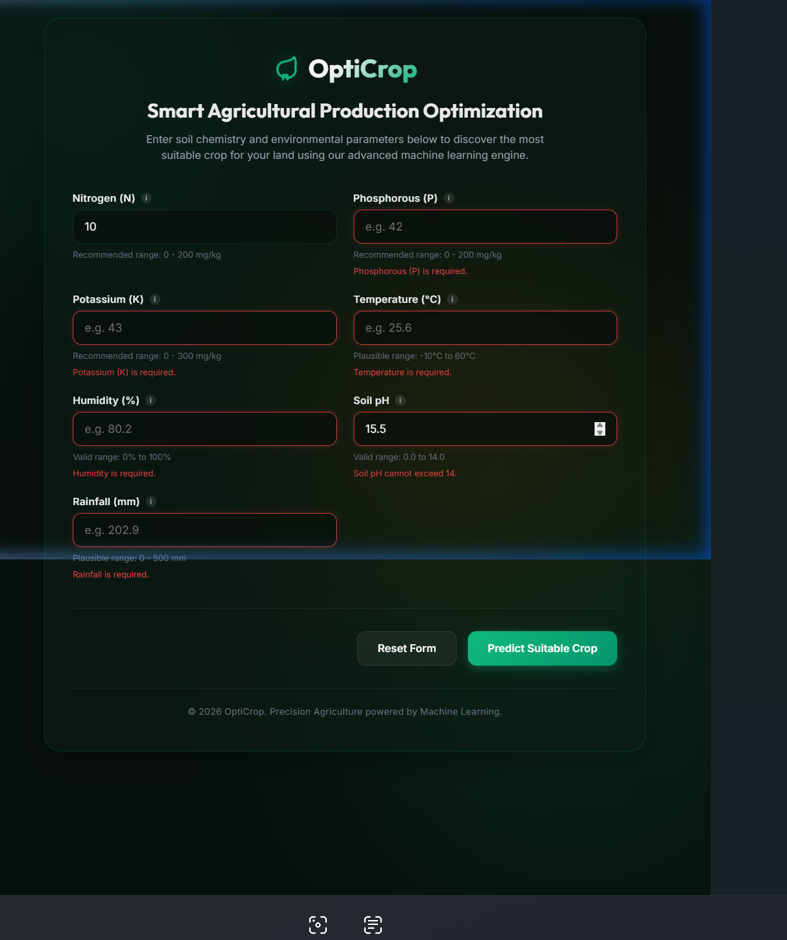 OptiCrop
Smart Agricultural Production Optimization
Enter soil chemistry and environmental parameters below to discover the most
suitable crop for your land using our advanced machine learning engine.
Nitrogen (N) i
10
Recommended range: 0 - 200 mg/kg
Phosphorous (P) i
e.g. 42
Recommended range: 0 - 200 mg/kg
Phosphorous (P) is required.
Potassium (K) i
e.g. 43
Recommended range: 0 - 300 mg/kg
Potassium (K) is required.
Temperature (°C) i
e.g. 25.6
Plausible range: -10°C to 60°C
Temperature is required.
Humidity (%) i
e.g. 80.2
Valid range: 0% to 100%
Humidity is required.
Soil pH i
15.5
Valid range: 0.0 to 14.0
Soil pH cannot exceed 14.
Rainfall (mm) i
e.g. 202.9
Plausible range: 0 - 500 mm
Rainfall is required.
Reset Form
Predict Suitable Crop
© 2026 OptiCrop. Precision Agriculture powered by Machine Learning.